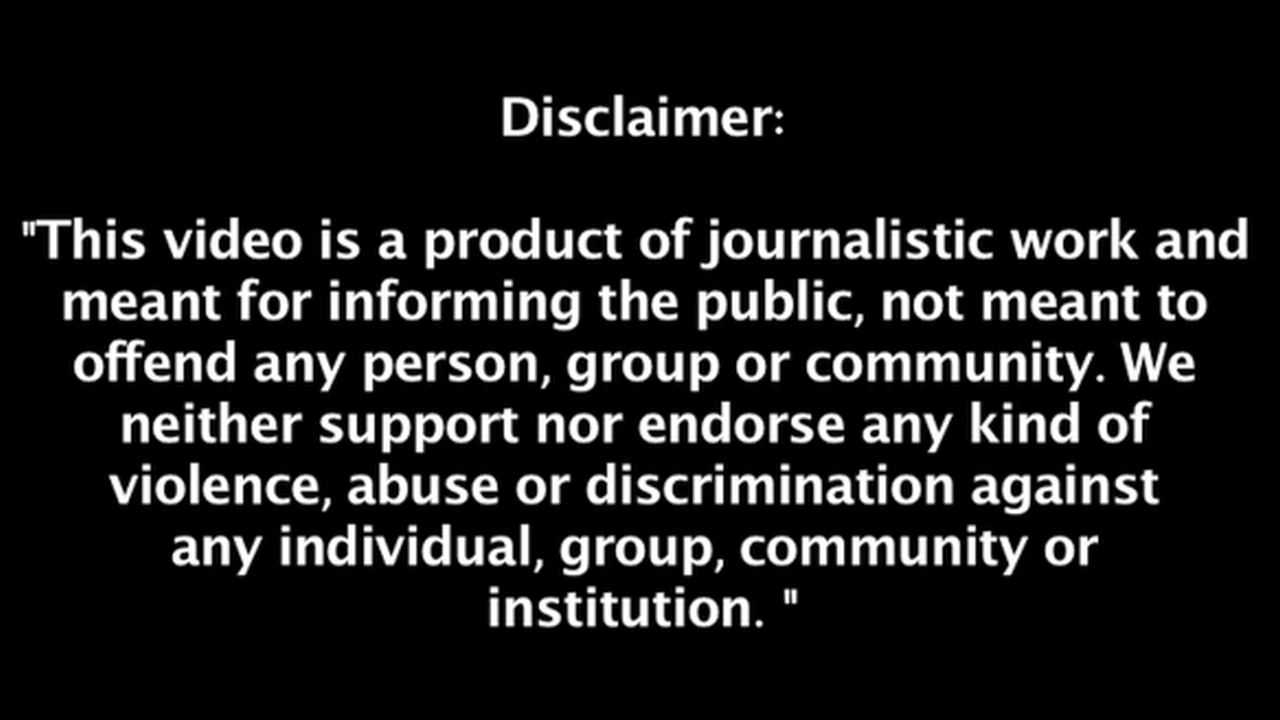 Disclaimer:
"This video is a product of journalistic work and
meant for informing the public, not meant to
offend any person, group or community. We
neither support nor endorse any kind of
violence, abuse or discrimination against
any individual, group, community or
institution. "